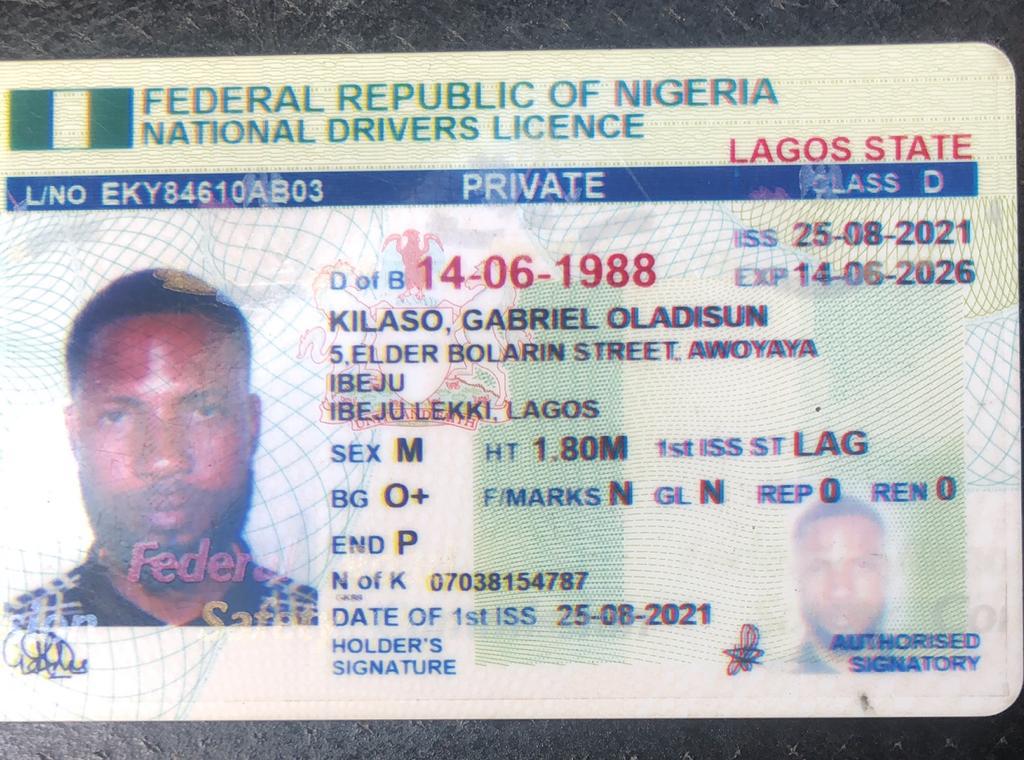 FEDERAL REPUBLIC OF NIGERIA
NATIONAL DRIVERS LICENCE
LAGOS STATE
L/NO EKY84610AB03 PRIVATE CLASS D
ISS 25-08-2021
D of B 14-06-1988 EXP 14-06-2026
KILASO, GABRIEL OLADISUN
5,ELDER BOLARIN STREET, AWOYAYA
IBEJU
IBEJU LEKKI, LAGOS
SEX M HT 1.80M 1st ISS ST LAG
BG O+ F/MARKS N GL N REP 0 REN 0
END P
Federal
N of K 07038154787
DATE OF 1st ISS 25-08-2021
HOLDER'S
SIGNATURE
AUTHORISED
SIGNATORY